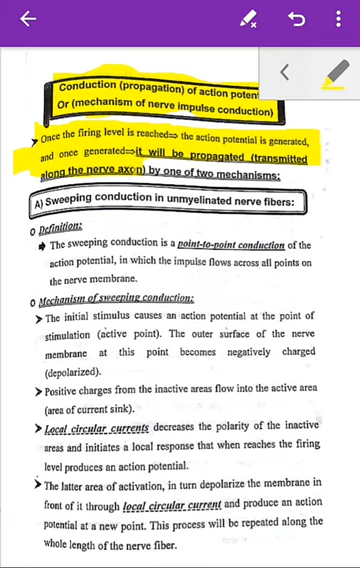 Conduction (propagation) of action poten
Or (mechanism of nerve impulse conduction)
➤ Once the firing level is reached⇒ the action potential is generated,
and once generated⇒it will be propagated (transmitted
along the nerve axon) by one of two mechanisms:
A) Sweeping conduction in unmyelinated nerve fibers:
o Definition:
➔ The sweeping conduction is a point-to-point conduction of the
action potential, in which the impulse flows across all points on
the nerve membrane.
o Mechanism of sweeping conduction:
➤ The initial stimulus causes an action potential at the point of
stimulation (active point). The outer surface of the nerve
membrane at this point becomes negatively charged
(depolarized).
➤ Positive charges from the inactive areas flow into the active area
(area of current sink).
➤ Local circular currents decreases the polarity of the inactive
areas and initiates a local response that when reaches the firing
level produces an action potential.
➤ The latter area of activation, in turn depolarize the membrane in
front of it through local circular current and produce an action
potential at a new point. This process will be repeated along the
whole length of the nerve fiber.